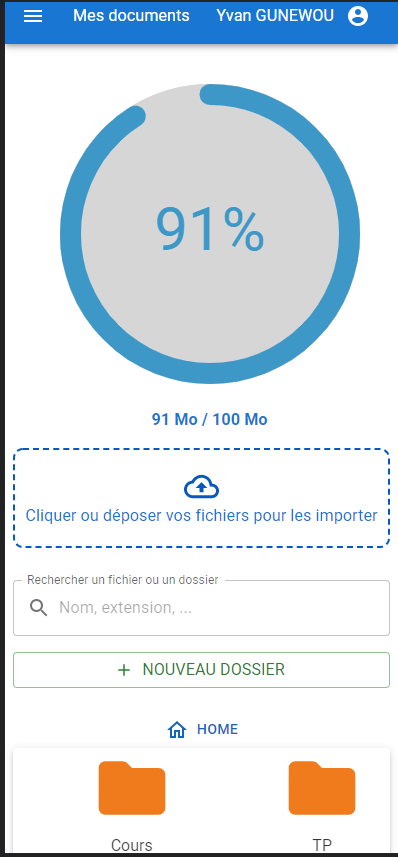 Mes documents Yvan GUNEWOU
91%
91 Mo / 100 Mo
Cliquer ou déposer vos fichiers pour les importer
Rechercher un fichier ou un dossier
Nom, extension, ...
NOUVEAU DOSSIER
HOME
Cours TP